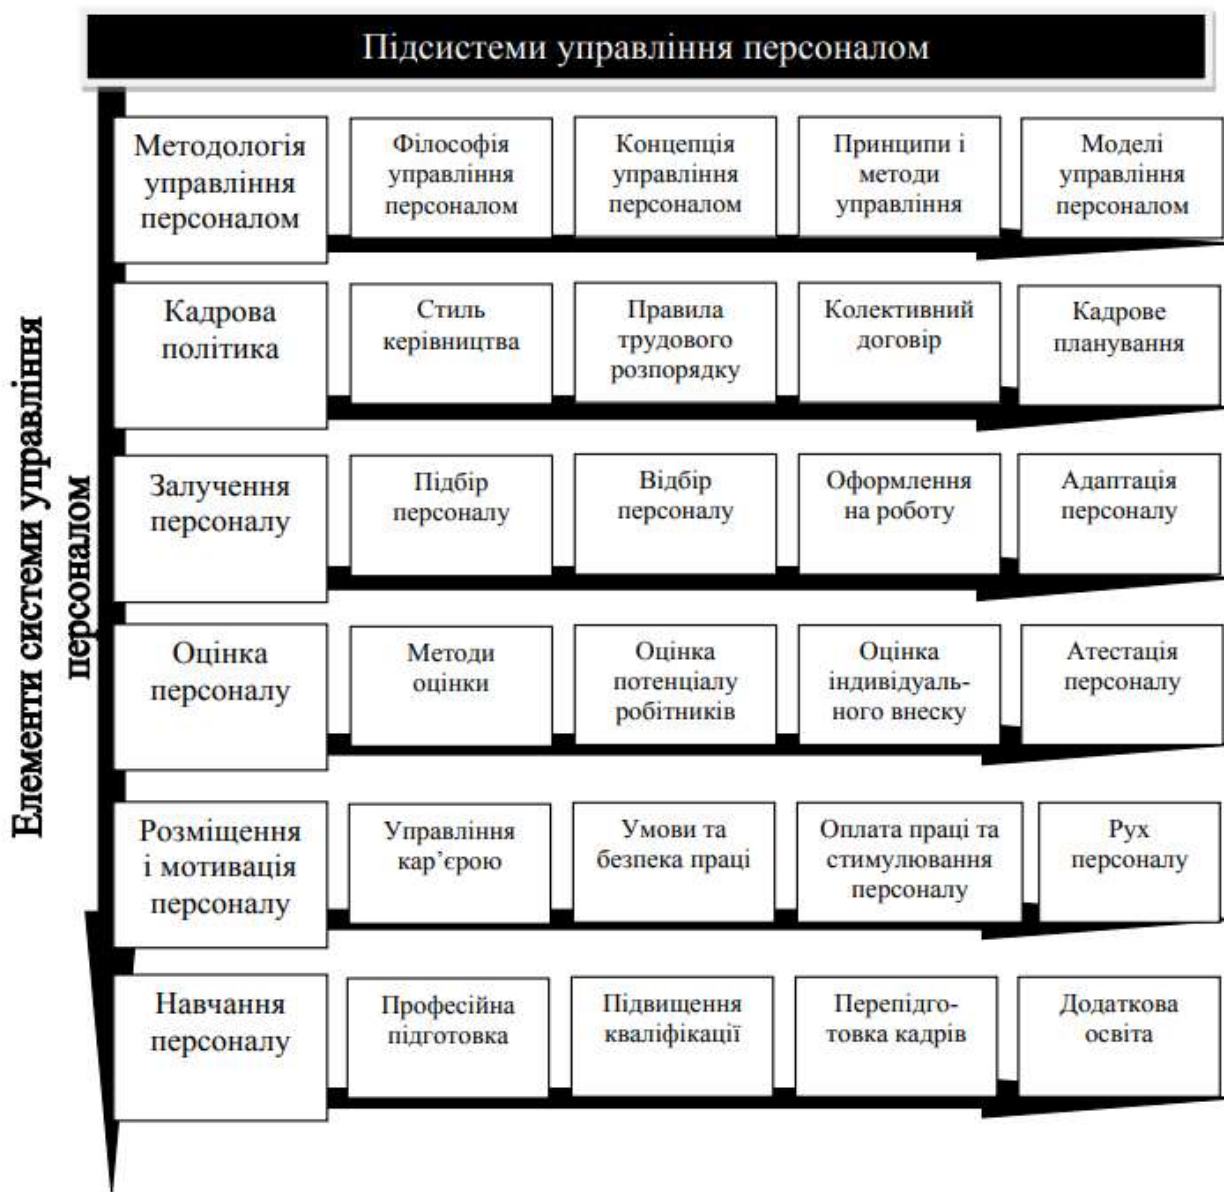 Підсистеми управління персоналом
Елементи системи управління
персоналом
Методологія
управління
персоналом
Філософія
управління
персоналом
Концепція
управління
персоналом
Принципи і
методи
управління
Моделі
управління
персоналом
Кадрова
політика
Стиль
керівництва
Правила
трудового
розпорядку
Колективний
договір
Кадрове
планування
Залучення
персоналу
Підбір
персоналу
Відбір
персоналу
Оформлення
на роботу
Адаптація
персоналу
Оцінка
персоналу
Методи
оцінки
Оцінка
потенціалу
робітників
Оцінка
індивідуаль-
ного внеску
Атестація
персоналу
Розміщення
і мотивація
персоналу
Управління
кар’єрою
Умови та
безпека праці
Оплата праці та
стимулювання
персоналу
Рух
персоналу
Навчання
персоналу
Професійна
підготовка
Підвищення
кваліфікації
Перепідго-
товка кадрів
Додаткова
освіта